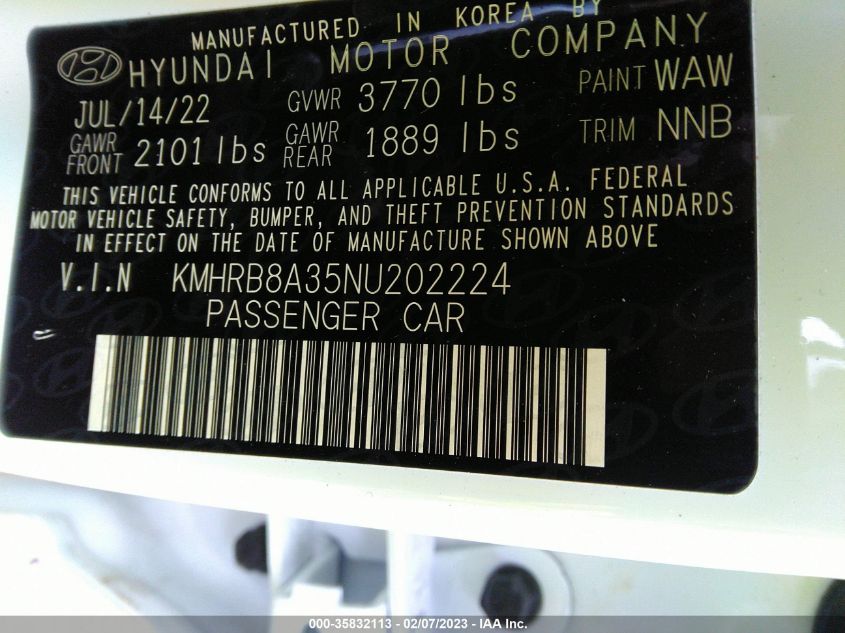 MANUFACTURED IN KOREA BY
HYUNDAI MOTOR COMPANY
JUL/14/22 GVWR 3770 lbs PAINT WAW
GAWR FRONT 2101 lbs GAWR REAR 1889 lbs TRIM NNB
THIS VEHICLE CONFORMS TO ALL APPLICABLE U.S.A. FEDERAL
MOTOR VEHICLE SAFETY, BUMPER, AND THEFT PREVENTION STANDARDS
IN EFFECT ON THE DATE OF MANUFACTURE SHOWN ABOVE
V.I.N KMHRB8A35NU202224
PASSENGER CAR
000-35832113 - 02/07/2023 - © IAA Inc.